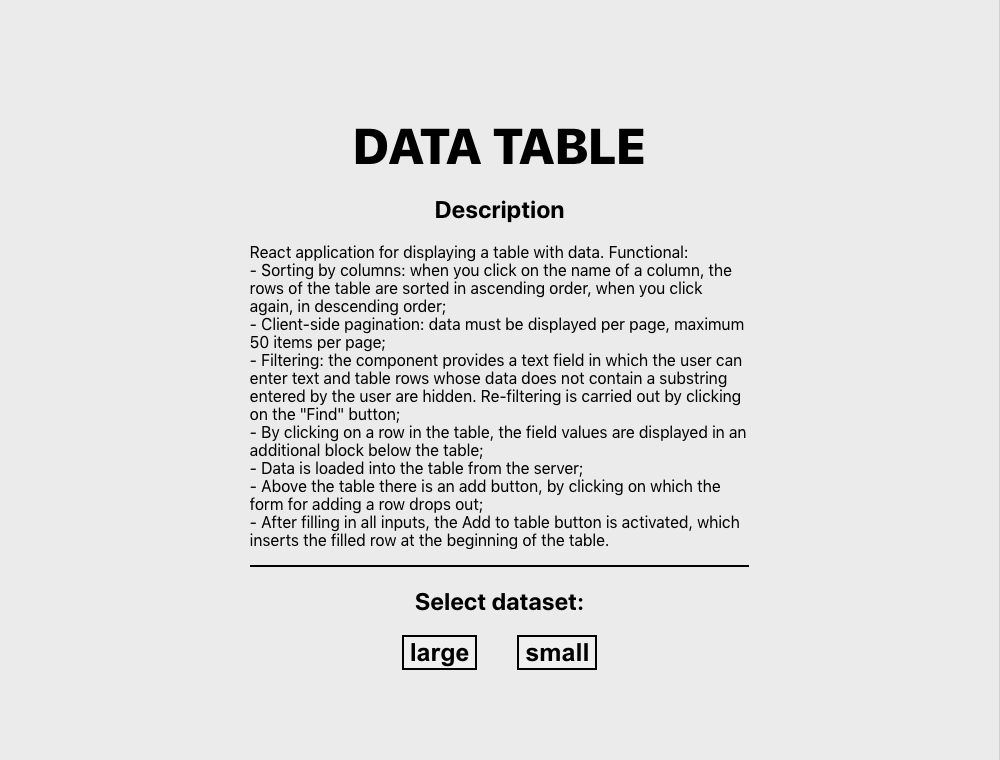 DATA TABLE
Description
React application for displaying a table with data. Functional:
- Sorting by columns: when you click on the name of a column, the
rows of the table are sorted in ascending order, when you click
again, in descending order;
- Client-side pagination: data must be displayed per page, maximum
50 items per page;
- Filtering: the component provides a text field in which the user can
enter text and table rows whose data does not contain a substring
entered by the user are hidden. Re-filtering is carried out by clicking
on the "Find" button;
- By clicking on a row in the table, the field values are displayed in an
additional block below the table;
- Data is loaded into the table from the server;
- Above the table there is an add button, by clicking on which the
form for adding a row drops out;
- After filling in all inputs, the Add to table button is activated, which
inserts the filled row at the beginning of the table.
Select dataset:
large small